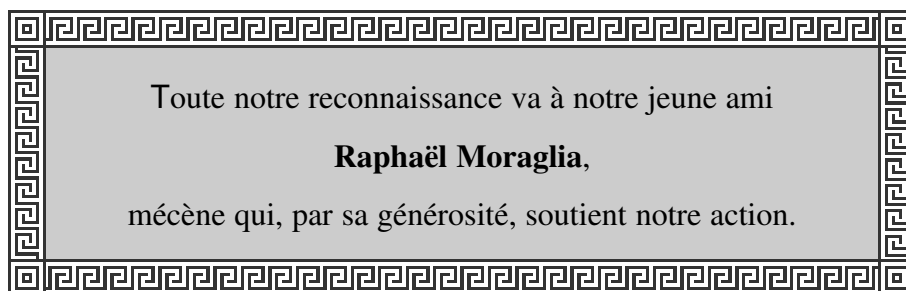 Toute notre reconnaissance va à notre jeune ami
Raphaël Moraglia,
mécène qui, par sa générosité, soutient notre action.